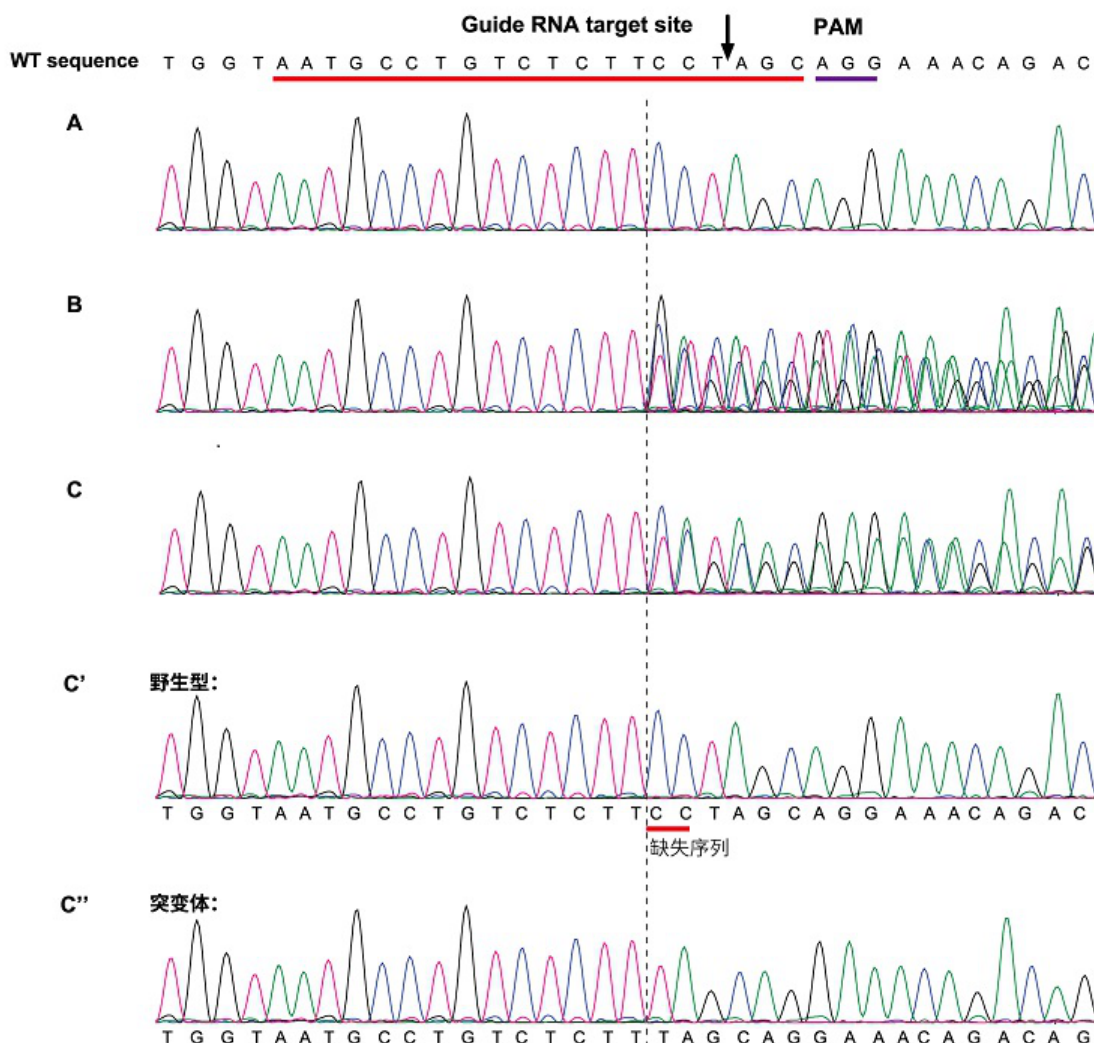 Guide RNA target site PAM
WT sequence T G G T A A T G C C T G T C T C T T C C T A G C A G G A A A C A G A C
A
B
C
C’ 野生型:
T G G T A A T G C C T G T C T C T T C C T A G C A G G A A A C A G A C
缺失序列
C’’ 突变体:
T G G T A A T G C C T G T C T C T T T A G C A G G A A A C A G A C A G